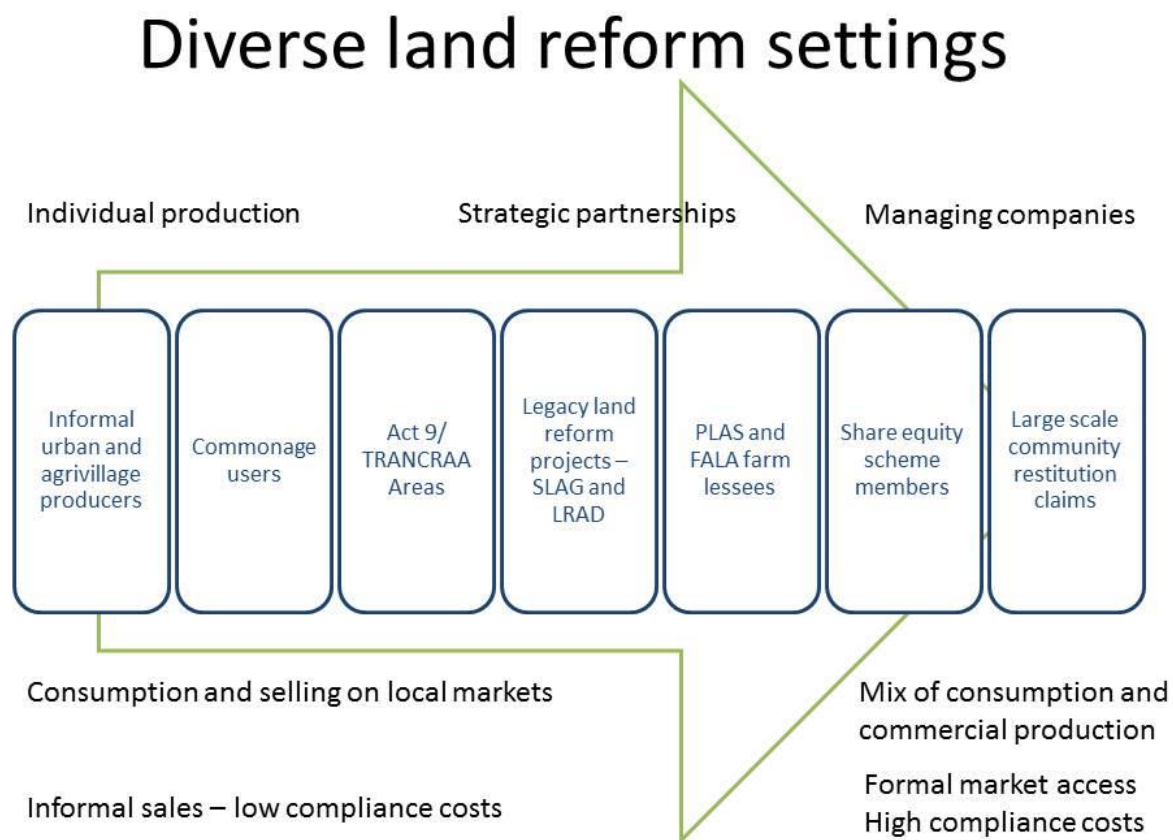 Diverse land reform settings
Individual production
Strategic partnerships
Managing companies
Informal
urban and
agrivillage
producers
Commonage
users
Act 9/
TRANCRAA
Areas
Legacy land
reform
projects –
SLAG and
LRAD
PLAS and
FALA farm
lessees
Share equity
scheme
members
Large scale
community
restitution
claims
Consumption and selling on local markets
Mix of consumption and
commercial production
Informal sales – low compliance costs
Formal market access
High compliance costs